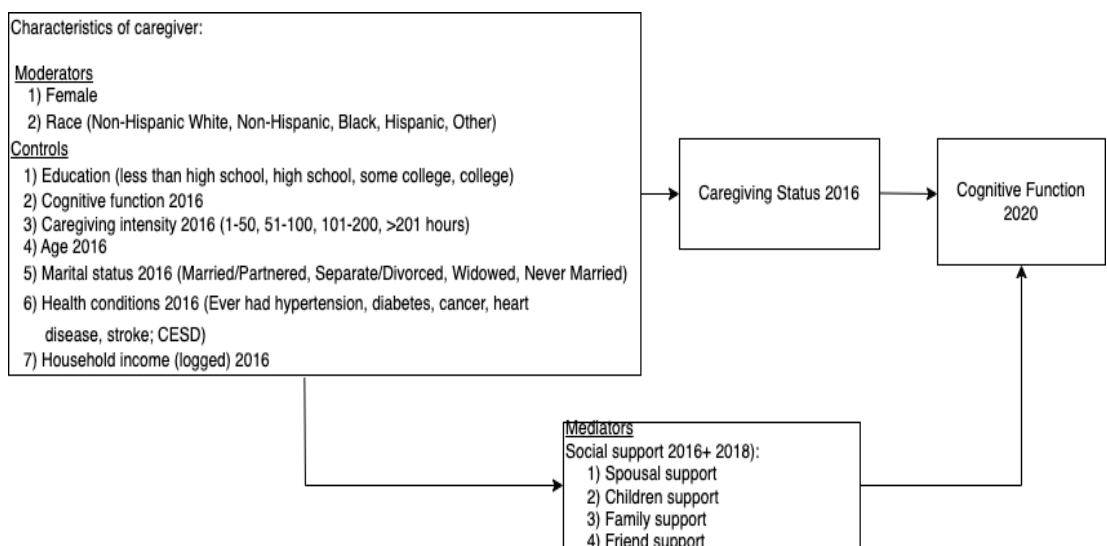 Characteristics of caregiver:
Moderators
1) Female
2) Race (Non-Hispanic White, Non-Hispanic, Black, Hispanic, Other)
Controls
1) Education (less than high school, high school, some college, college)
2) Cognitive function 2016
3) Caregiving intensity 2016 (1-50, 51-100, 101-200, >201 hours)
4) Age 2016
5) Marital status 2016 (Married/Partnered, Separate/Divorced, Widowed, Never Married)
6) Health conditions 2016 (Ever had hypertension, diabetes, cancer, heart
disease, stroke; CESD)
7) Household income (logged) 2016
Caregiving Status 2016
Cognitive Function
2020
Mediators
Social support 2016+ 2018):
1) Spousal support
2) Children support
3) Family support
4) Friend support